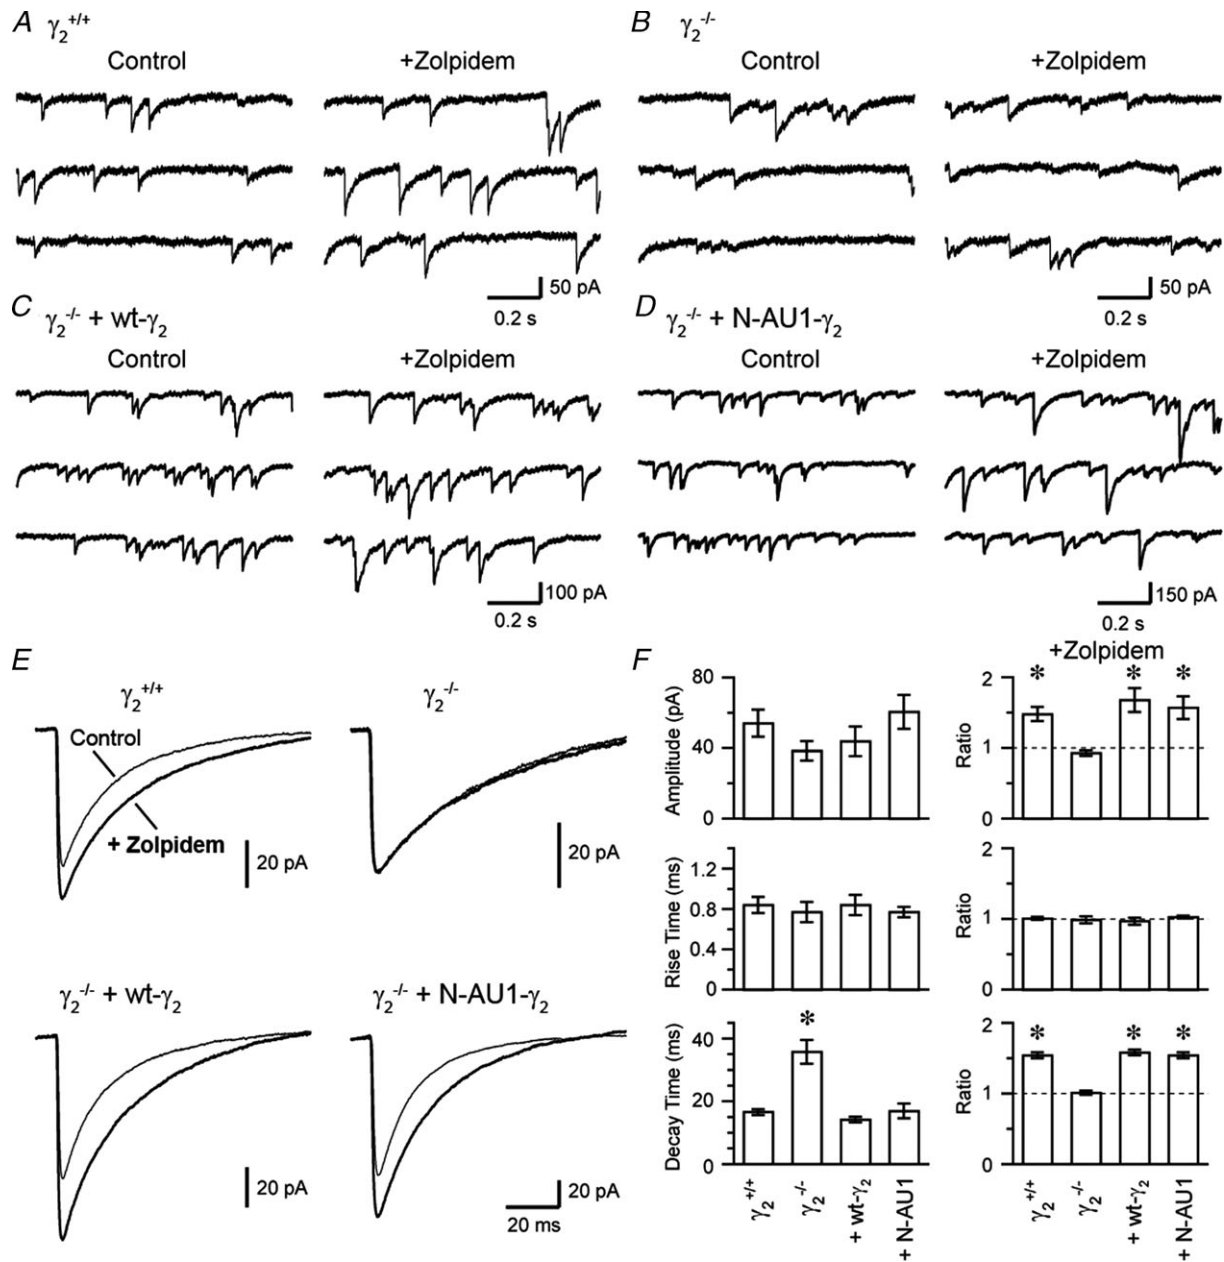 A γ₂⁺/⁺
B γ₂⁻/⁻
Control
+Zolpidem
Control
+Zolpidem
50 pA
0.2 s
50 pA
0.2 s
C γ₂⁻/⁻ + wt-γ₂
D γ₂⁻/⁻ + N-AU1-γ₂
Control
+Zolpidem
Control
+Zolpidem
100 pA
0.2 s
150 pA
0.2 s
E
γ₂⁺/⁺
Control
+ Zolpidem
20 pA
γ₂⁻/⁻
20 pA
γ₂⁻/⁻ + wt-γ₂
20 pA
γ₂⁻/⁻ + N-AU1-γ₂
20 pA
20 ms
F
Amplitude (pA)
80
40
0
+Zolpidem
Ratio
2
1
0
* * *
Rise Time (ms)
1.2
0.8
0.4
0
Ratio
2
1
0
Decay Time (ms)
40
20
0
*
γ₂⁺/⁺
γ₂⁻/⁻
+ wt-γ₂
+ N-AU1
Ratio
2
1
0
* * *
γ₂⁺/⁺
γ₂⁻/⁻
+ wt-γ₂
+ N-AU1